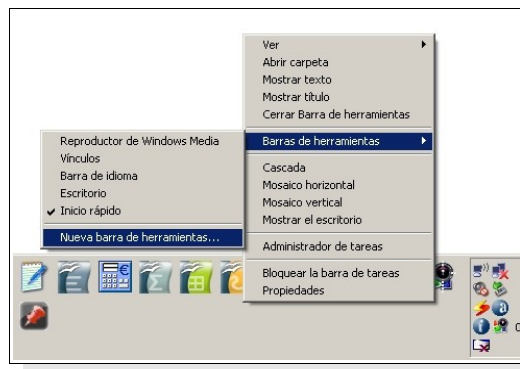 Ver
Abrir carpeta
Mostrar texto
Mostrar título
Cerrar Barra de herramientas
Barras de herramientas
Cascada
Mosaico horizontal
Mosaico vertical
Mostrar el escritorio
Administrador de tareas
Bloquear la barra de tareas
Propiedades
Reproductor de Windows Media
Vínculos
Barra de idioma
Escritorio
Inicio rápido
Nueva barra de herramientas...